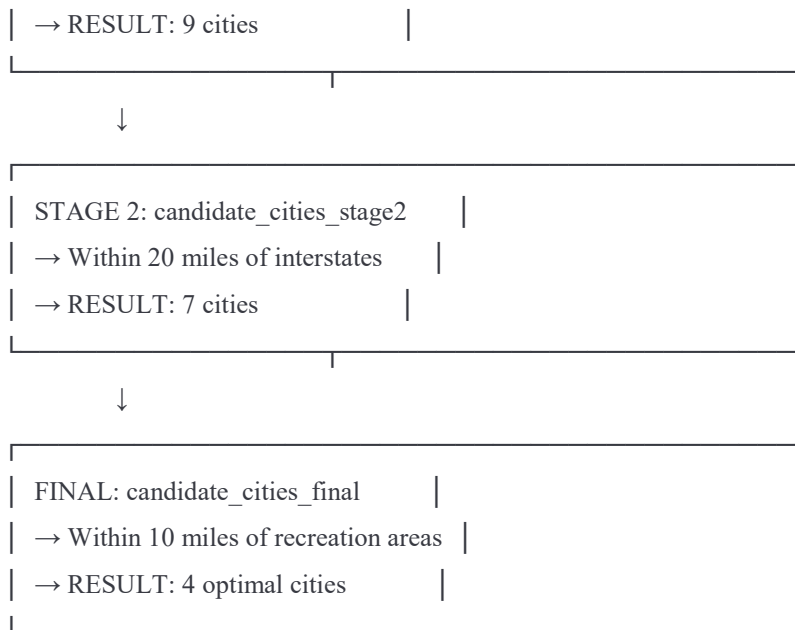 → RESULT: 9 cities
↓
STAGE 2: candidate_cities_stage2
→ Within 20 miles of interstates
→ RESULT: 7 cities
↓
FINAL: candidate_cities_final
→ Within 10 miles of recreation areas
→ RESULT: 4 optimal cities